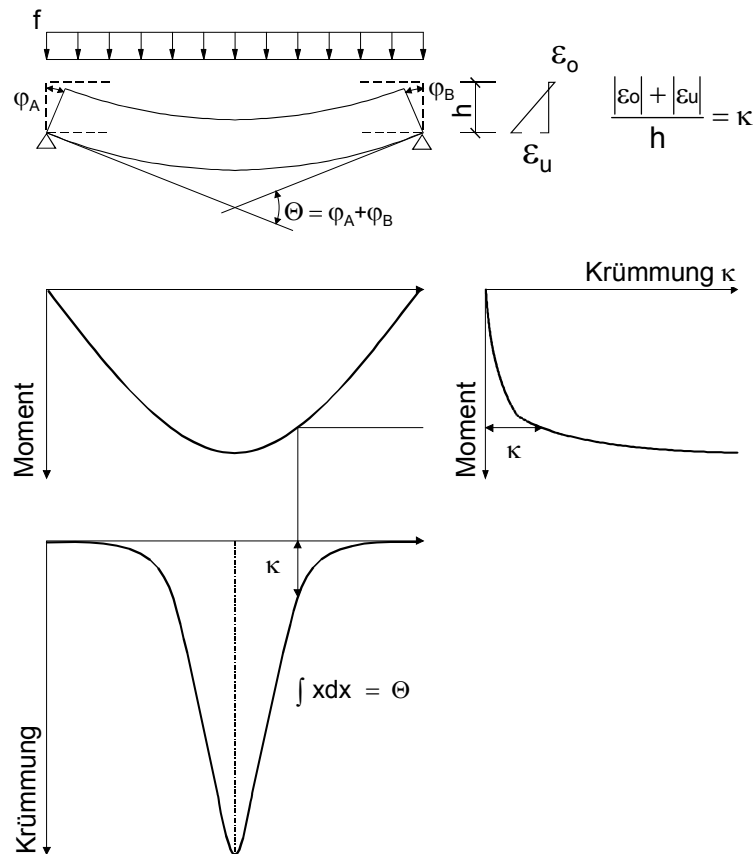 f
φA
φB
h
εo
εu
|εo| + |εu|
h
= κ
Θ = φA+φB
Krümmung κ
Moment
Moment
κ
κ
∫ xdx = Θ
Krümmung